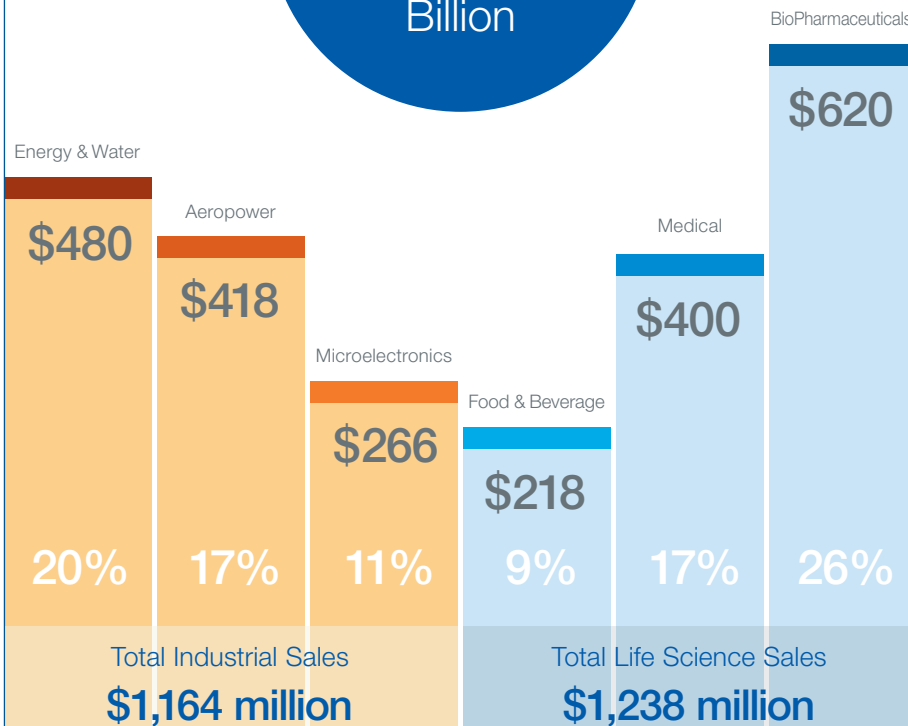 Billion
BioPharmaceuticals
$620
26%
Energy & Water
$480
20%
Aeropower
$418
17%
Microelectronics
$266
11%
Food & Beverage
$218
9%
Medical
$400
17%
Total Industrial Sales
$1,164 million
Total Life Science Sales
$1,238 million